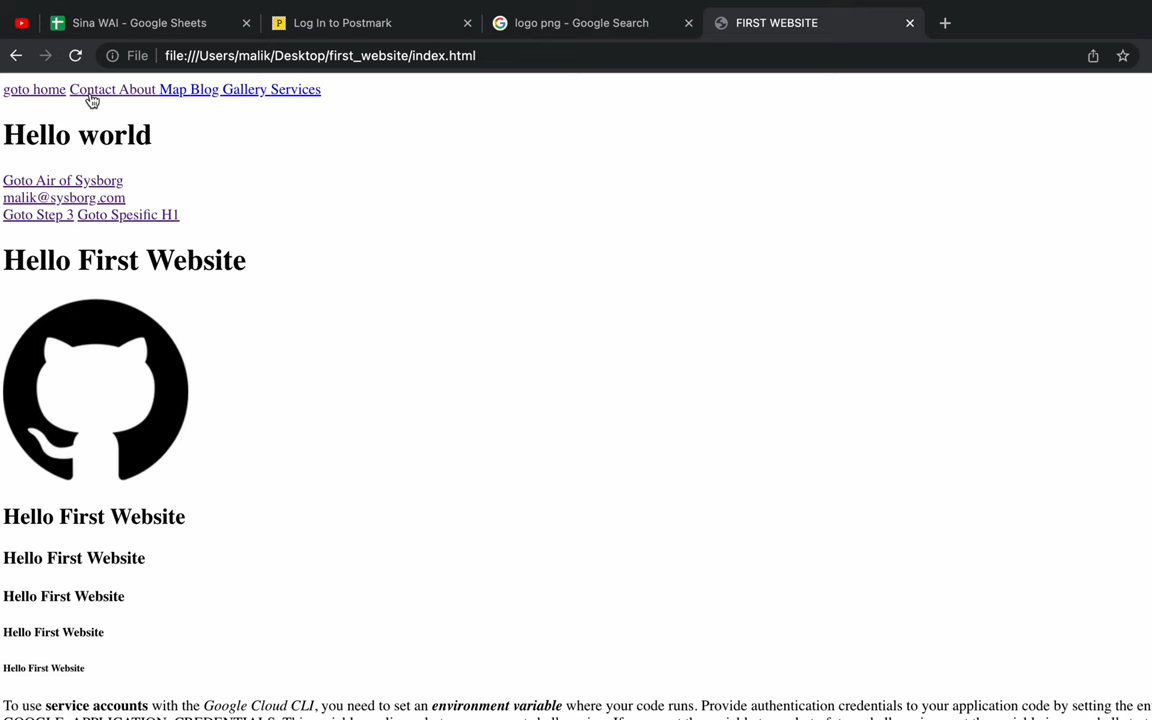 Sina WAI - Google Sheets
Log In to Postmark
logo png - Google Search
FIRST WEBSITE
File
file:///Users/malik/Desktop/first_website/index.html
goto home Contact About Map Blog Gallery Services
Hello world
Goto Air of Sysborg
malik@sysborg.com
Goto Step 3 Goto Spesific H1
Hello First Website
Hello First Website
Hello First Website
Hello First Website
Hello First Website
Hello First Website
To use service accounts with the Google Cloud CLI, you need to set an environment variable where your code runs. Provide authentication credentials to your application code by setting the en